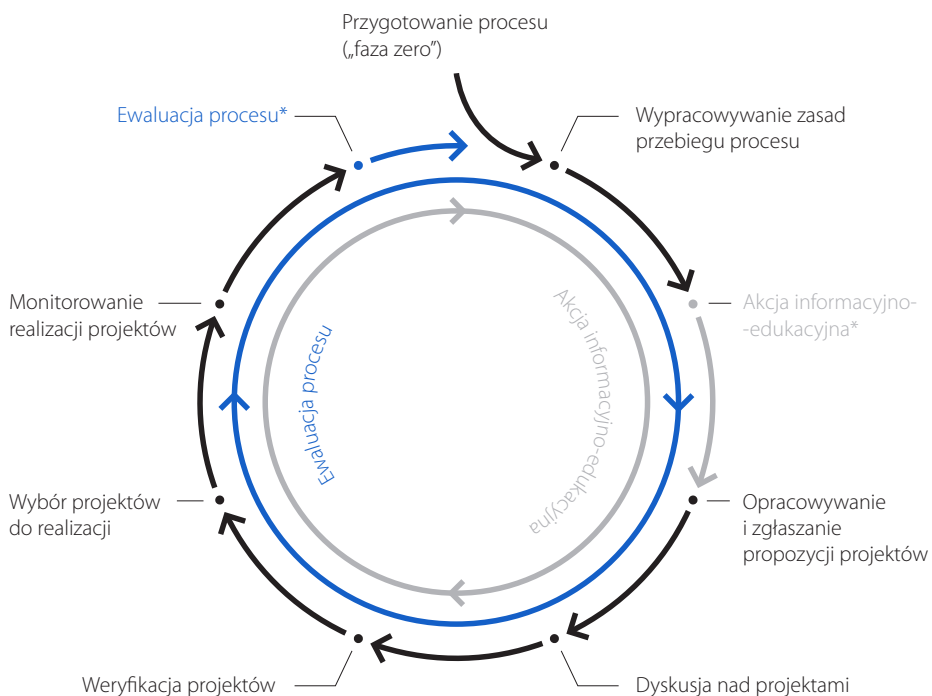 Przygotowanie procesu
(„faza zero”)
Ewaluacja procesu*
Wypracowywanie zasad
przebiegu procesu
Monitorowanie
realizacji projektów
Akcja informacyjno-
-edukacyjna*
Ewaluacja procesu
Akcja informacyjno-edukacyjna
Wybór projektów
do realizacji
Opracowywanie
i zgłaszanie
propozycji projektów
Weryfikacja projektów
Dyskusja nad projektami